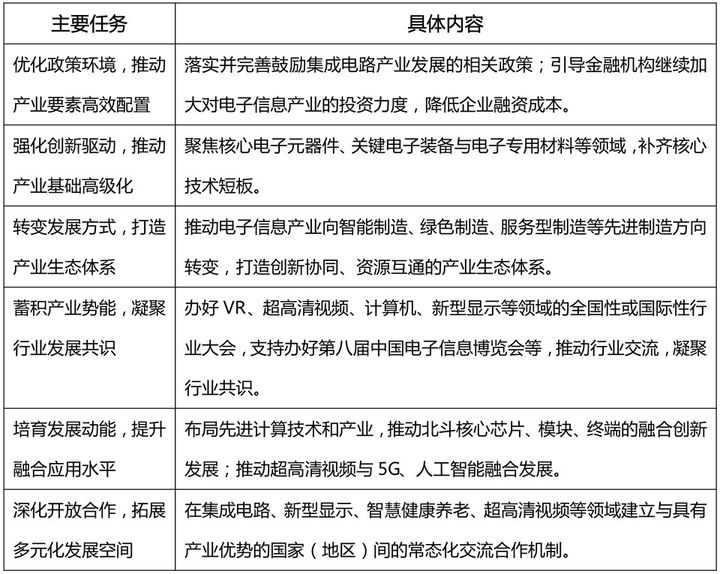 主要任务
具体内容
优化政策环境，推动
产业要素高效配置
落实并完善鼓励集成电路产业发展的相关政策；引导金融机构继续加
大对电子信息产业的投资力度，降低企业融资成本。
强化创新驱动，推动
产业基础高级化
聚焦核心电子元器件、关键电子装备与电子专用材料等领域，补齐核心
技术短板。
转变发展方式，打造
产业生态体系
推动电子信息产业向智能制造、绿色制造、服务型制造等先进制造方向
转变，打造创新协同、资源互通的产业生态体系。
蓄积产业势能，凝聚
行业发展共识
办好 VR、超高清视频、计算机、新型显示等领域的全国性或国际性行
业大会，支持办好第八届中国电子信息博览会等，推动行业交流，凝聚
行业共识。
培育发展动能，提升
融合应用水平
布局先进计算技术和产业，推动北斗核心芯片、模块、终端的融合创新
发展；推动超高清视频与 5G、人工智能融合发展。
深化开放合作，拓展
多元化发展空间
在集成电路、新型显示、智慧健康养老、超高清视频等领域建立与具有
产业优势的国家（地区）间的常态化交流合作机制。